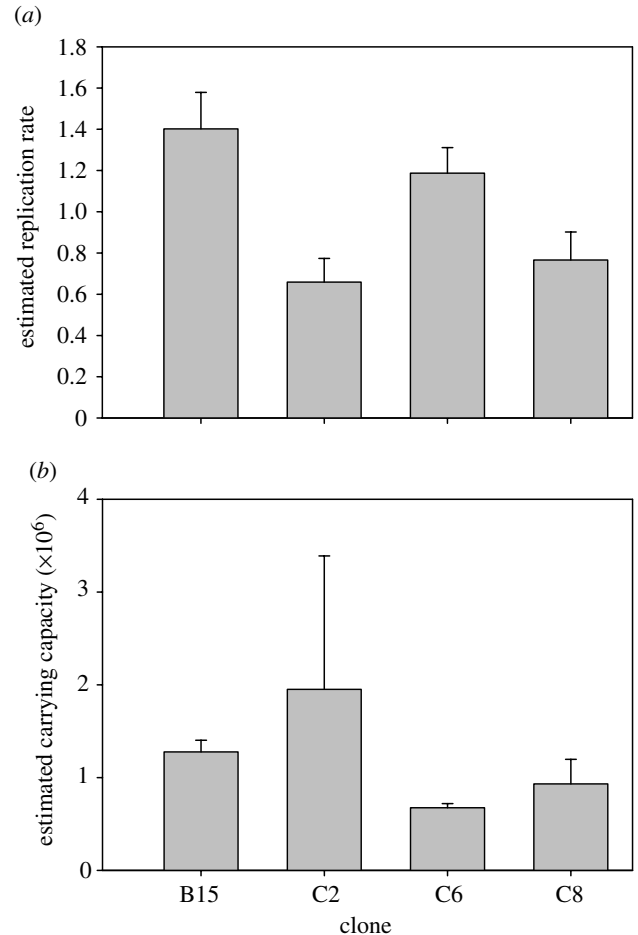 (a)
1.8
1.6
1.4
1.2
1.0
0.8
0.6
0.4
0.2
0
estimated replication rate
(b)
4
3
2
1
0
estimated carrying capacity (×10⁶)
B15 C2 C6 C8
clone